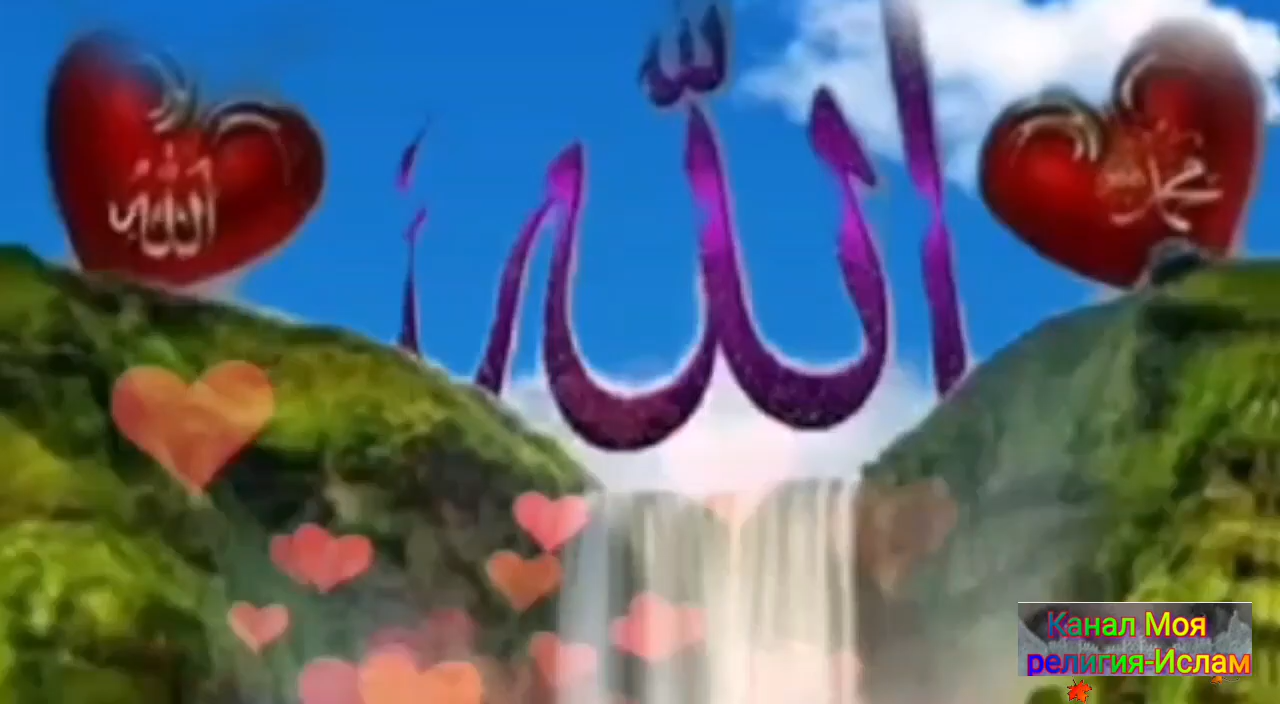 الله
الله
محمد
Канал Моя
религия-Ислам